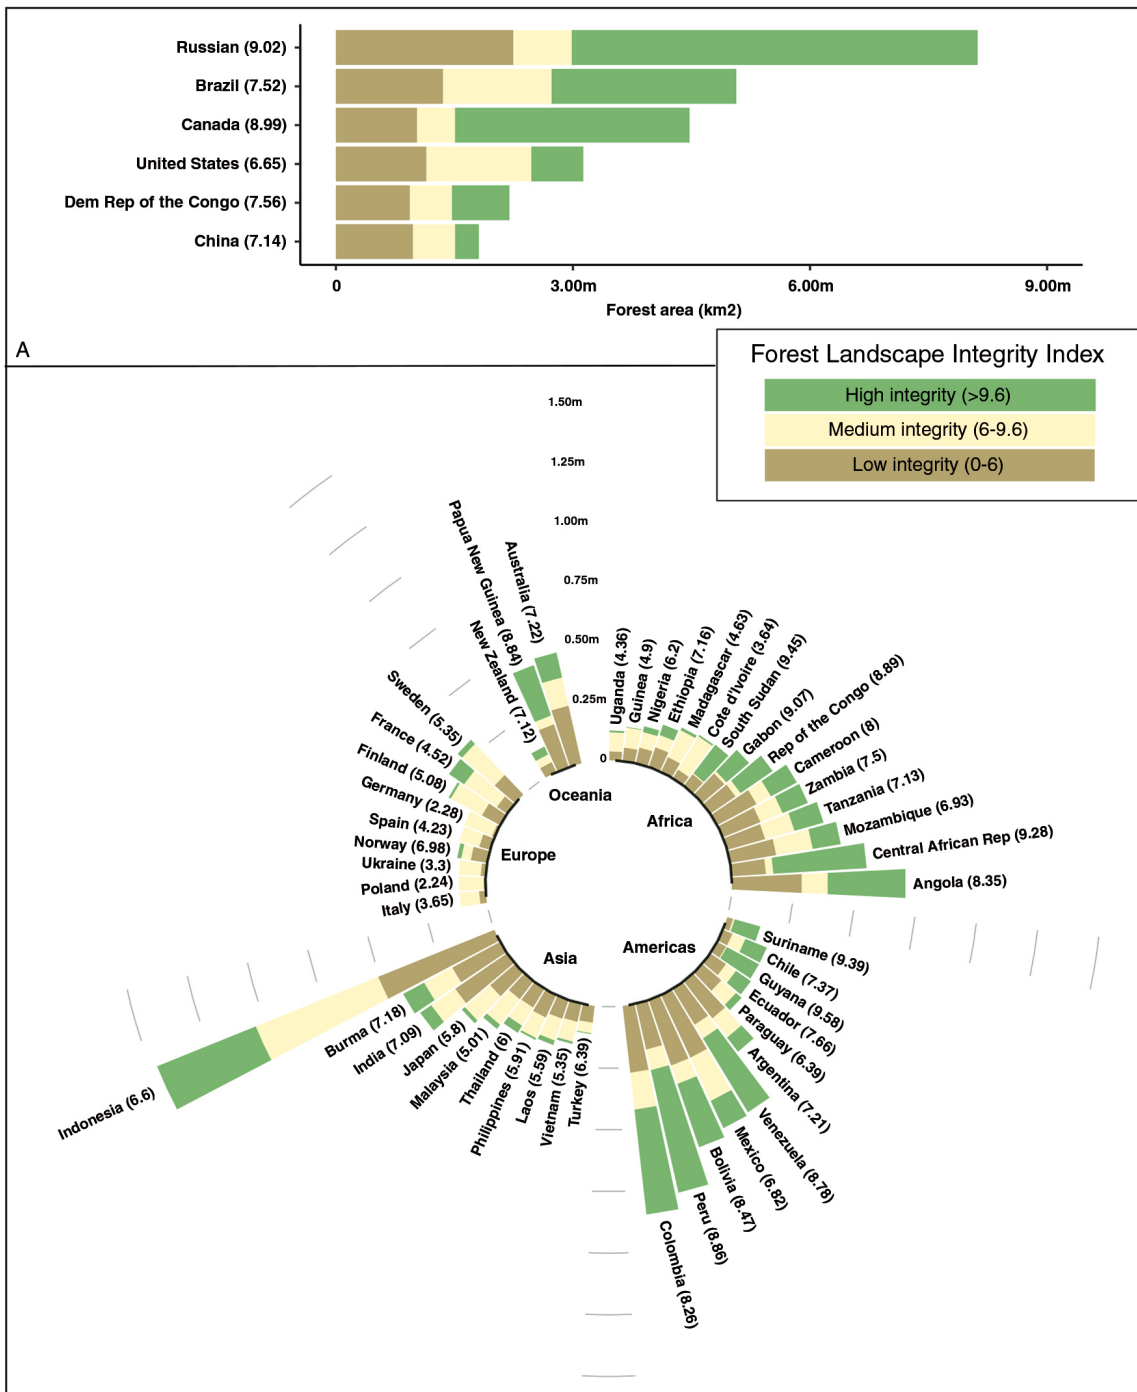 Russian (9.02)
Brazil (7.52)
Canada (8.99)
United States (6.65)
Dem Rep of the Congo (7.56)
China (7.14)
0
3.00m
6.00m
9.00m
Forest area (km2)
A
Forest Landscape Integrity Index
High integrity (>9.6)
Medium integrity (6-9.6)
Low integrity (0-6)
1.50m
1.25m
1.00m
0.75m
0.50m
0.25m
0
Oceania
New Zealand (7.12)
Papua New Guinea (8.84)
Australia (7.22)
Africa
Uganda (4.36)
Guinea (4.9)
Nigeria (6.2)
Ethiopia (7.16)
Madagascar (4.63)
Cote d'Ivoire (3.64)
South Sudan (9.45)
Gabon (9.07)
Rep of the Congo (8.89)
Cameroon (8)
Zambia (7.5)
Tanzania (7.13)
Mozambique (6.93)
Central African Rep (9.28)
Angola (8.35)
Americas
Suriname (9.39)
Chile (7.37)
Guyana (9.58)
Ecuador (7.66)
Paraguay (6.39)
Argentina (7.21)
Venezuela (8.78)
Mexico (6.82)
Bolivia (8.47)
Peru (8.86)
Colombia (8.26)
Asia
Turkey (6.39)
Vietnam (5.35)
Laos (5.59)
Philippines (5.91)
Thailand (6)
Malaysia (5.01)
Japan (5.8)
India (7.09)
Burma (7.18)
Indonesia (6.6)
Europe
Italy (3.65)
Poland (2.24)
Ukraine (3.3)
Norway (6.98)
Spain (4.23)
Germany (2.28)
Finland (5.08)
France (4.52)
Sweden (5.35)